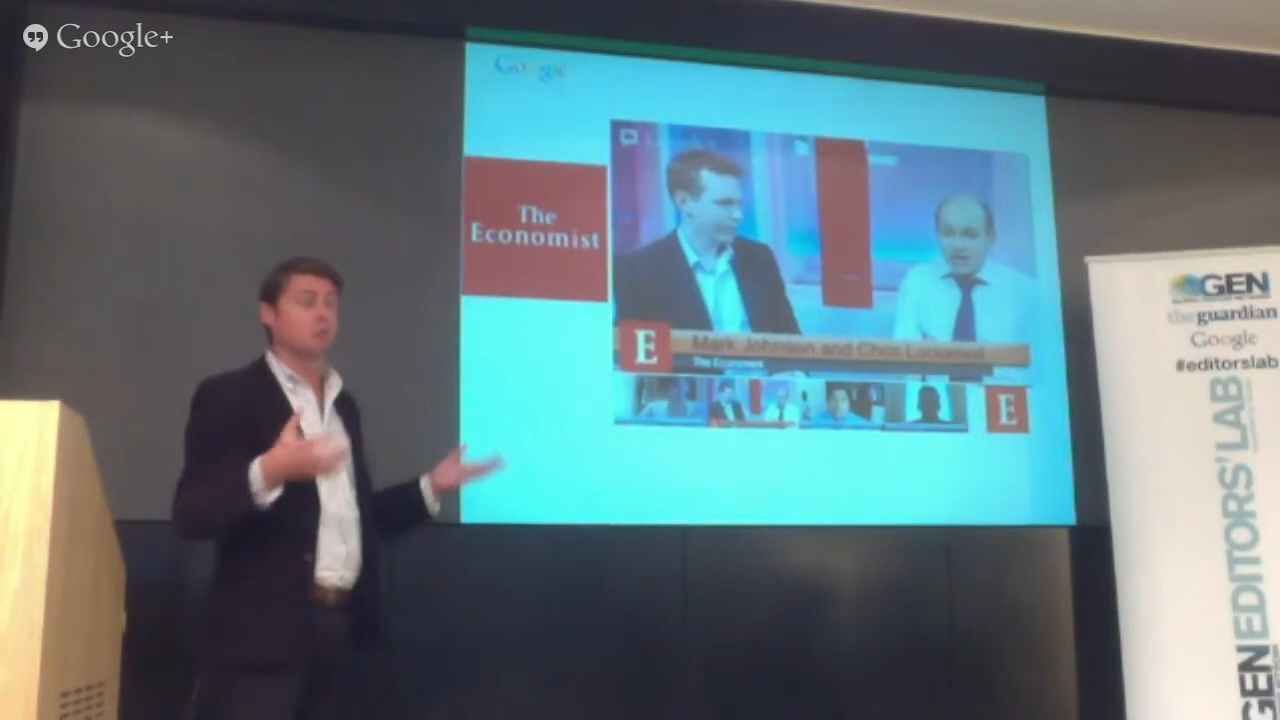 Google+
Google
The
Economist
E
Mark Johnson and Chris Lockwood
The Economist
E
GEN
theguardian
Google
#editorslab
GEN EDITORS' LAB